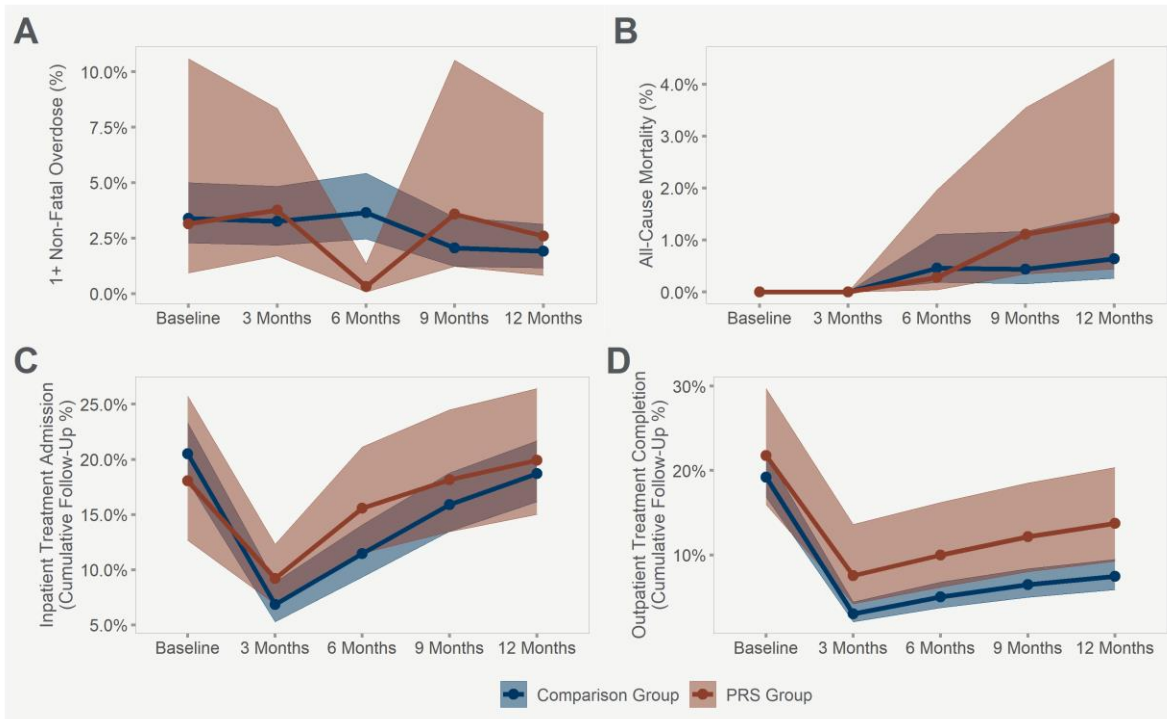 A
1+ Non-Fatal Overdose (%)
10.0%
7.5%
5.0%
2.5%
0.0%
Baseline 3 Months 6 Months 9 Months 12 Months
B
All-Cause Mortality (%)
4.0%
3.0%
2.0%
1.0%
0.0%
Baseline 3 Months 6 Months 9 Months 12 Months
C
Inpatient Treatment Admission
(Cumulative Follow-Up %)
25.0%
20.0%
15.0%
10.0%
5.0%
Baseline 3 Months 6 Months 9 Months 12 Months
D
Outpatient Treatment Completion
(Cumulative Follow-Up %)
30%
20%
10%
Baseline 3 Months 6 Months 9 Months 12 Months
Comparison Group PRS Group